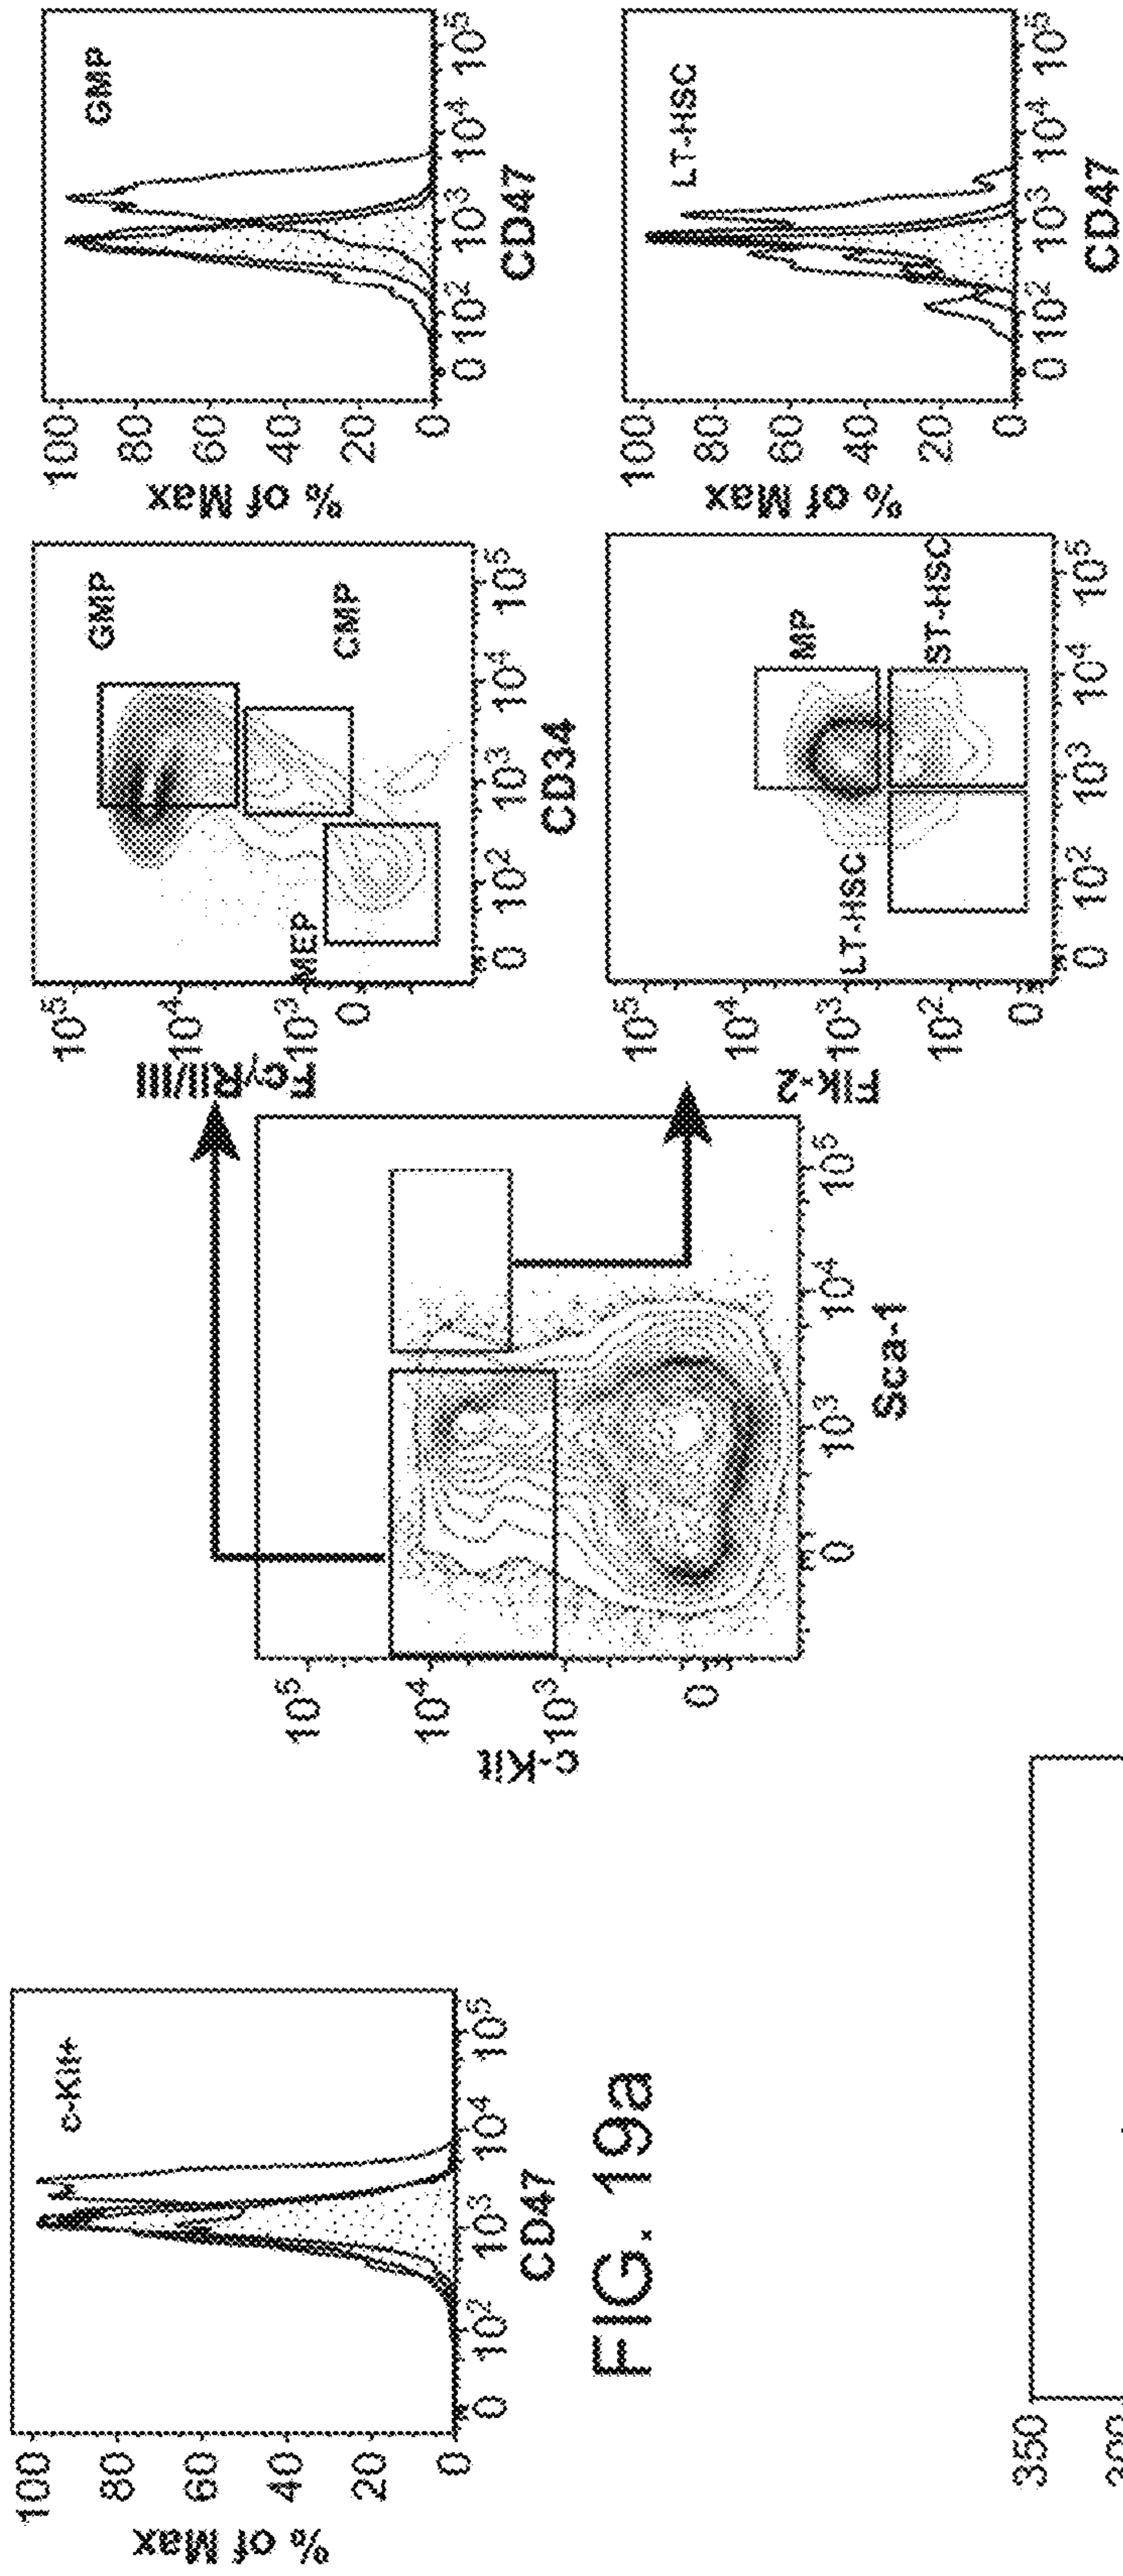 100
80
60
40
20
0
% of Max
c-Kit+
0 10² 10³ 10⁴ 10⁵
CD47
FIG. 19a
10⁵
10⁴
10³
0
c-Kit
0 10³ 10⁴ 10⁵
Sca-1
10⁵
10⁴
10³
0
FcγRII/III
GMP
CMP
MEP
0 10² 10³ 10⁴ 10⁵
CD34
100
80
60
40
20
0
% of Max
GMP
0 10² 10³ 10⁴ 10⁵
CD47
10⁵
10⁴
10³
10²
0
Flk-2
MP
LT-HSC
ST-HSC
0 10² 10³ 10⁴ 10⁵
100
80
60
40
20
0
% of Max
LT-HSC
0 10² 10³ 10⁴ 10⁵
CD47
350